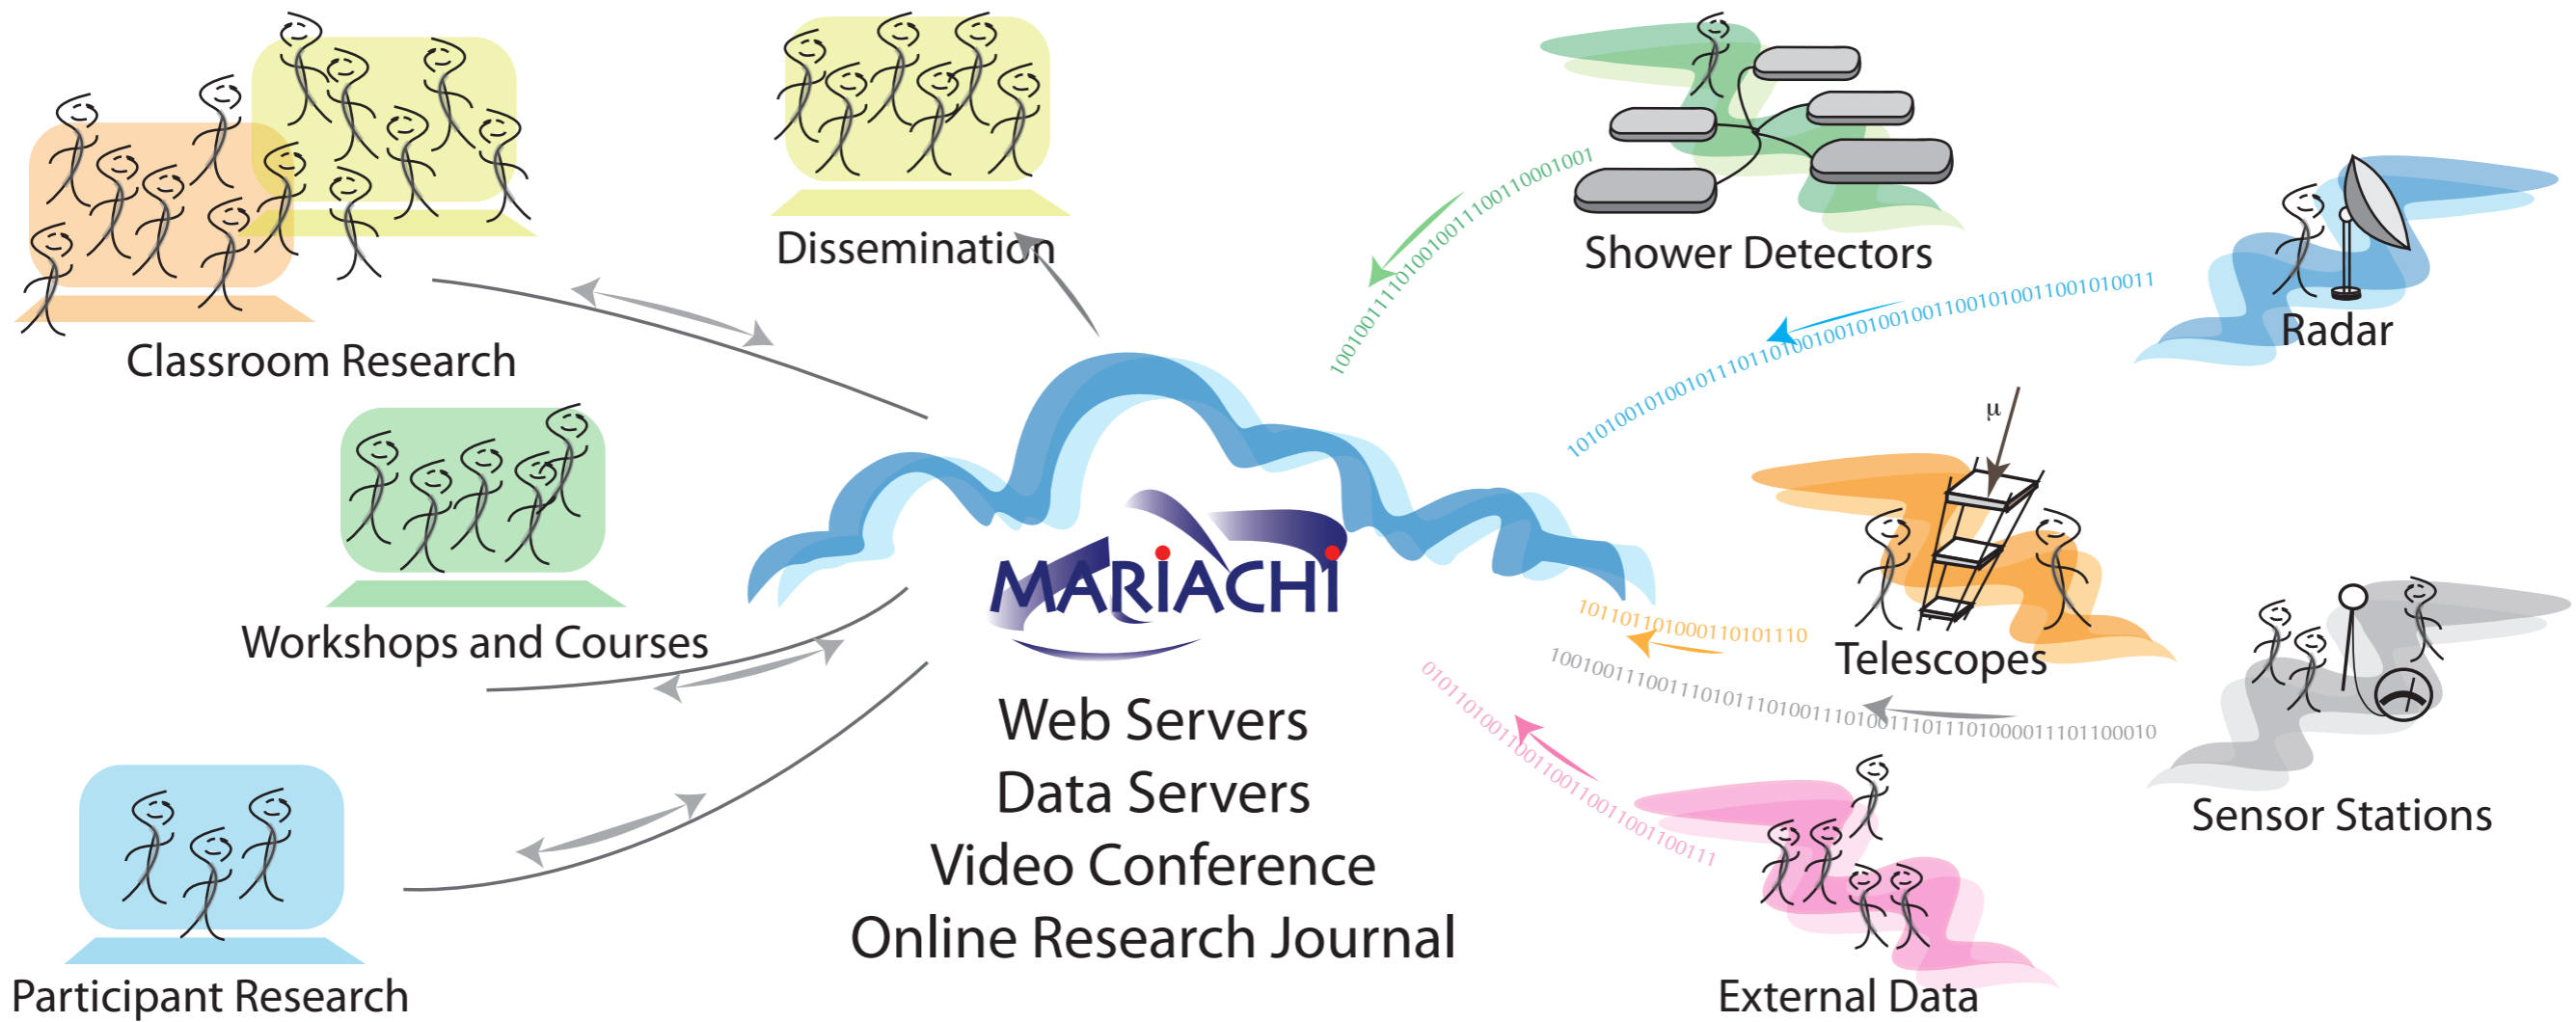 Classroom Research
Dissemination
Shower Detectors
Radar
μ
Workshops and Courses
MARiACHi
Telescopes
Web Servers
Data Servers
Video Conference
Online Research Journal
Sensor Stations
Participant Research
External Data
101101101000110101110